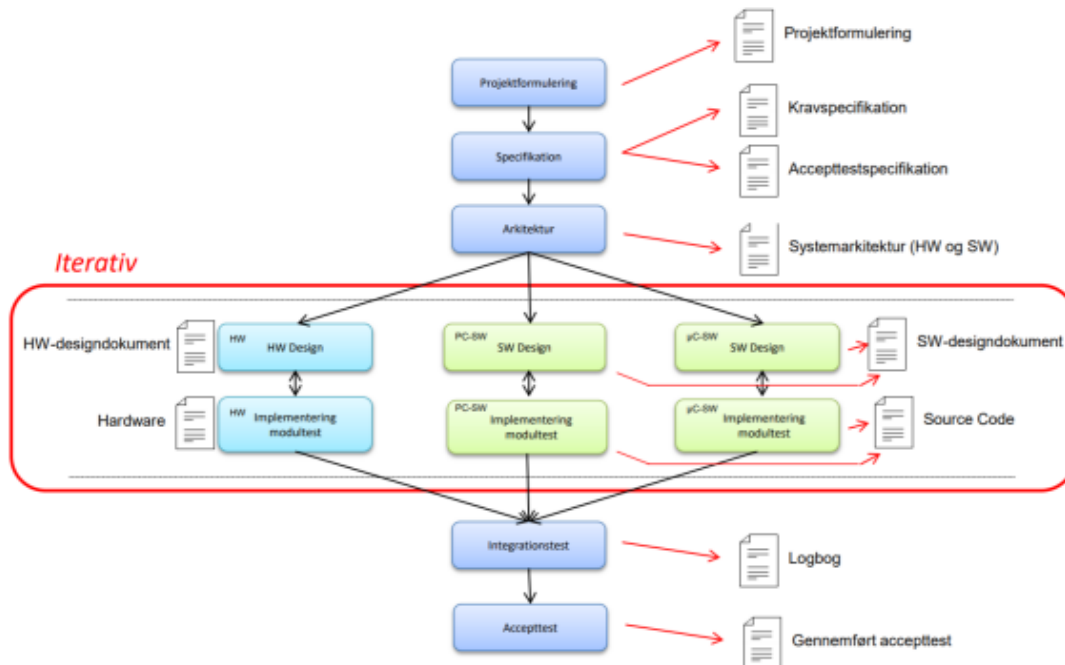 Projektformulering
Projektformulering
Kravspecifikation
Specifikation
Accepttestspecifikation
Arkitektur
Systemarkitektur (HW og SW)
Iterativ
HW-designdokument
HW
HW Design
PC-SW
SW Design
µC-SW
SW Design
SW-designdokument
Hardware
HW
Implementering
modultest
PC-SW
Implementering
modultest
µC-SW
Implementering
modultest
Source Code
Integrationstest
Logbog
Accepttest
Gennemført accepttest